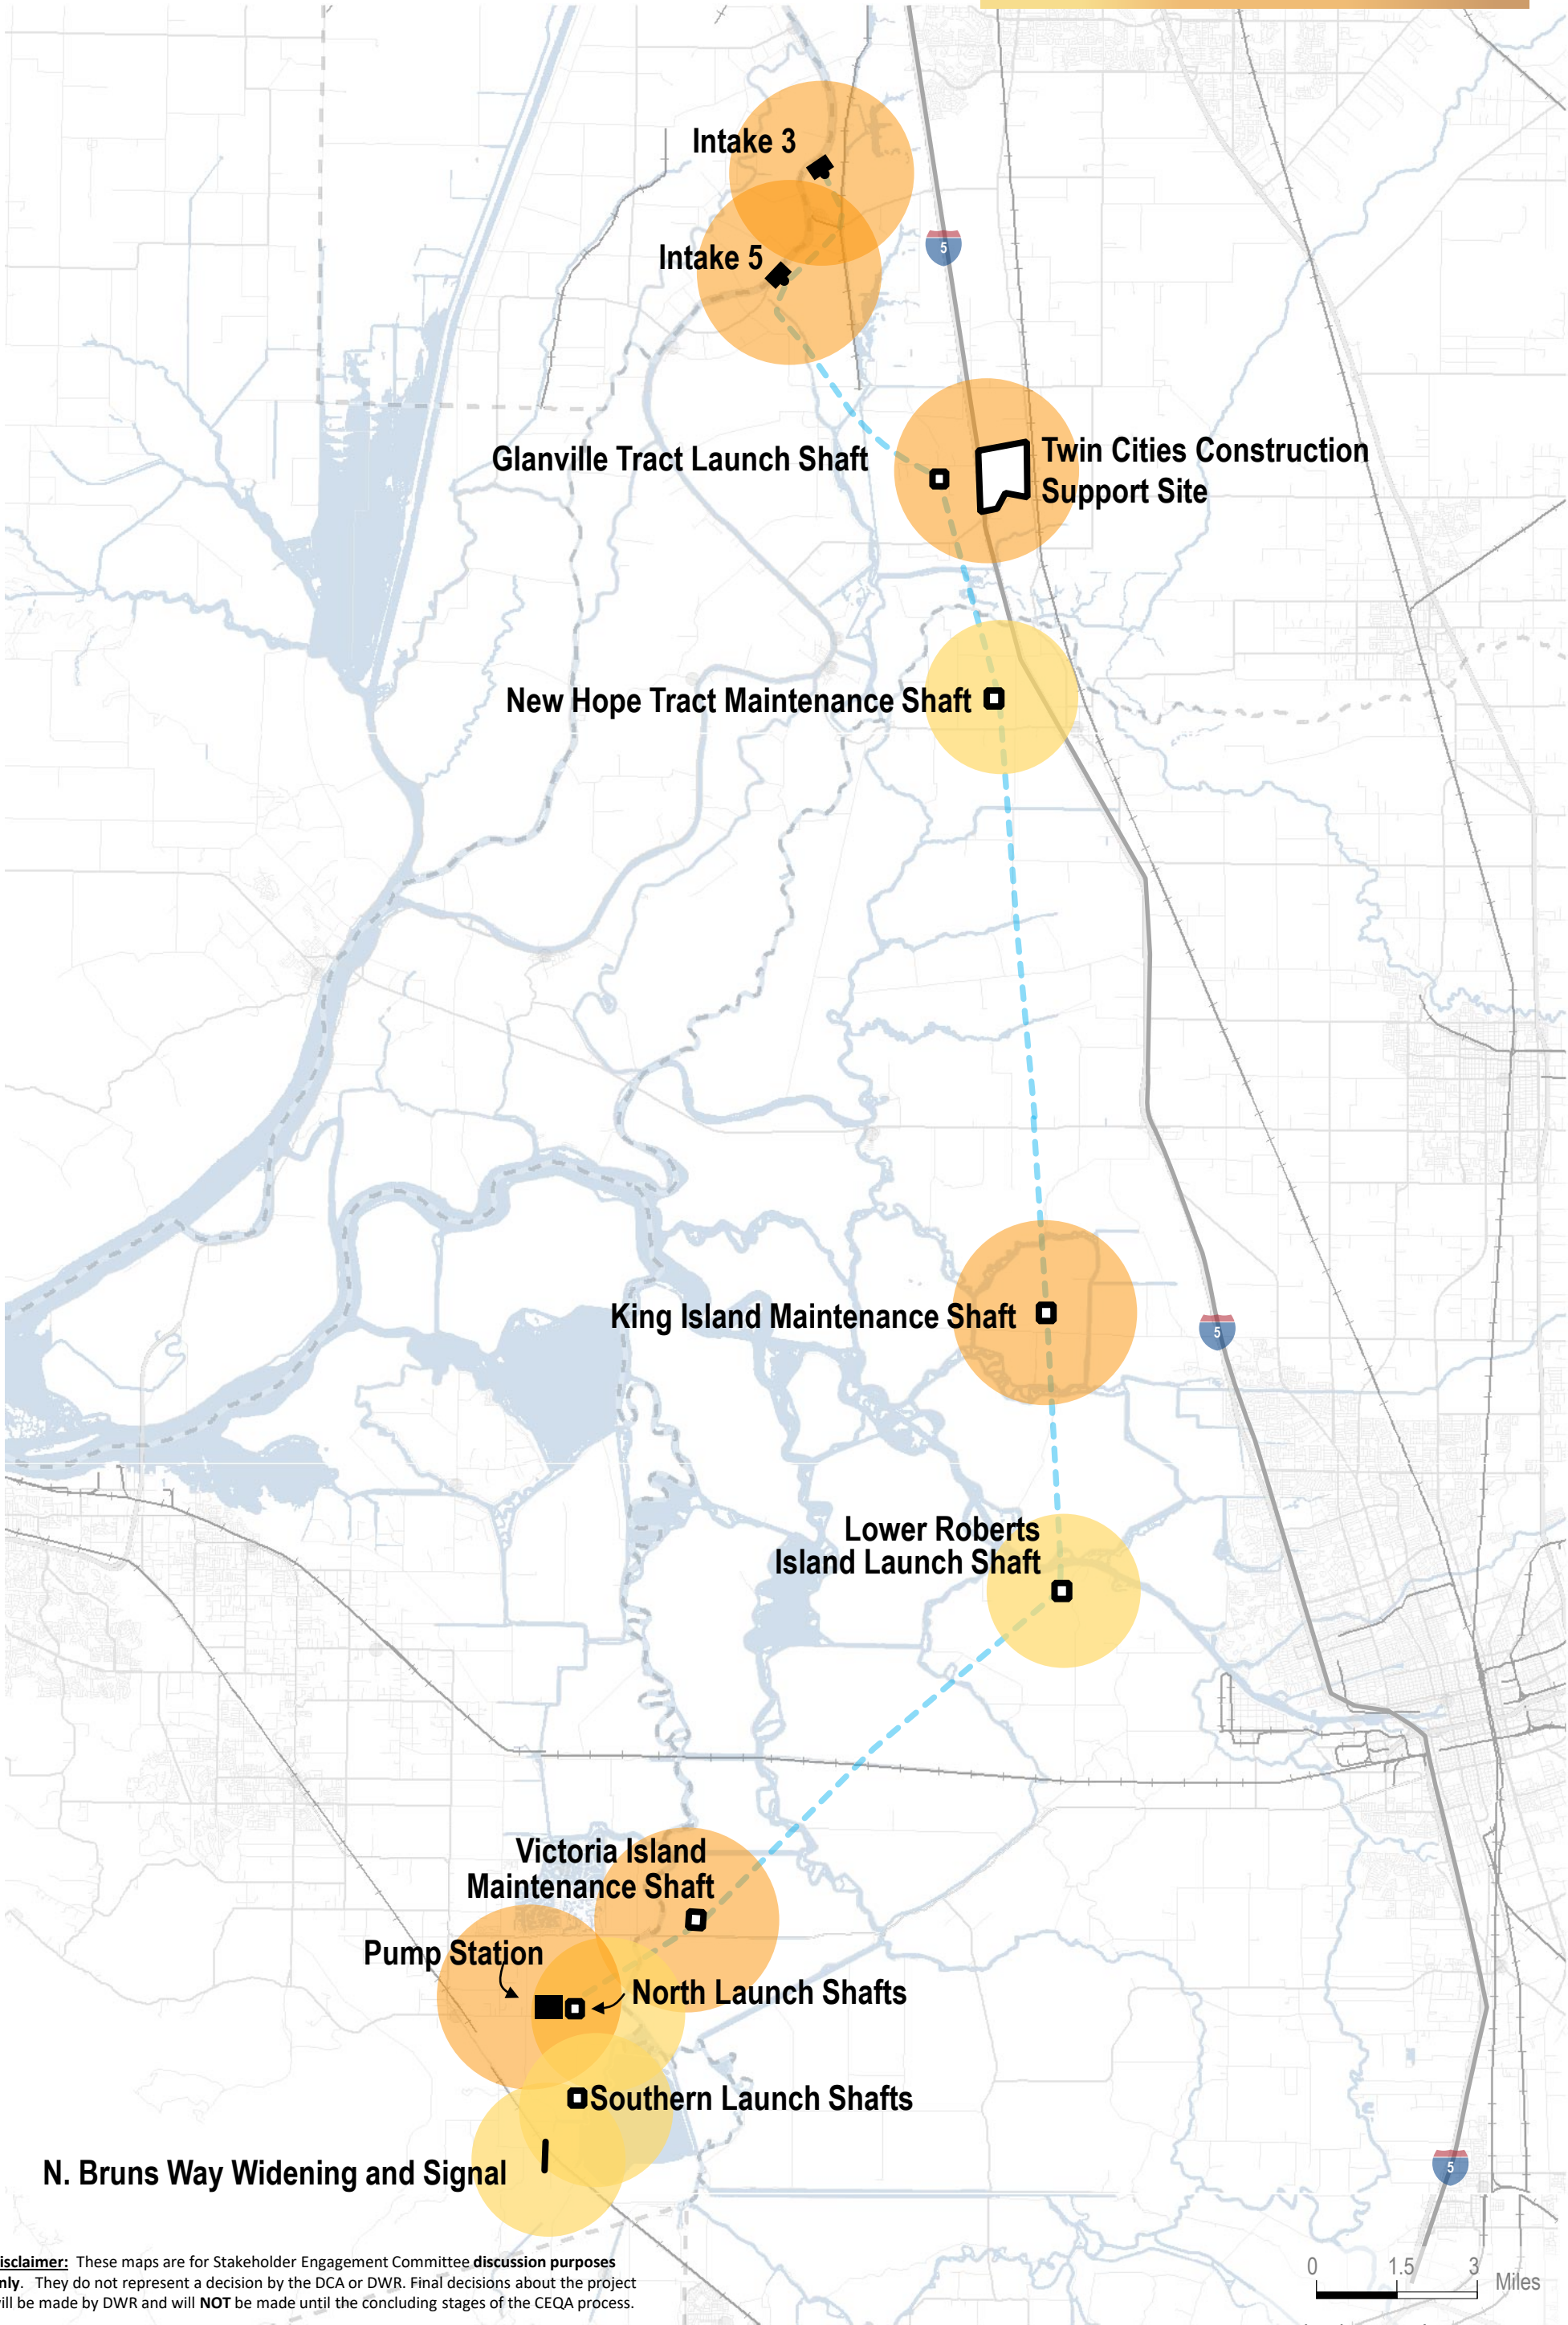 Intake 3
5
Intake 5
Glanville Tract Launch Shaft
Twin Cities Construction
Support Site
New Hope Tract Maintenance Shaft
King Island Maintenance Shaft
5
Lower Roberts
Island Launch Shaft
Victoria Island
Maintenance Shaft
Pump Station
North Launch Shafts
Southern Launch Shafts
5
N. Bruns Way Widening and Signal
isclaimer: These maps are for Stakeholder Engagement Committee discussion purposes
nly. They do not represent a decision by the DCA or DWR. Final decisions about the project
ill be made by DWR and will NOT be made until the concluding stages of the CEQA process.
0 1.5 3 Miles